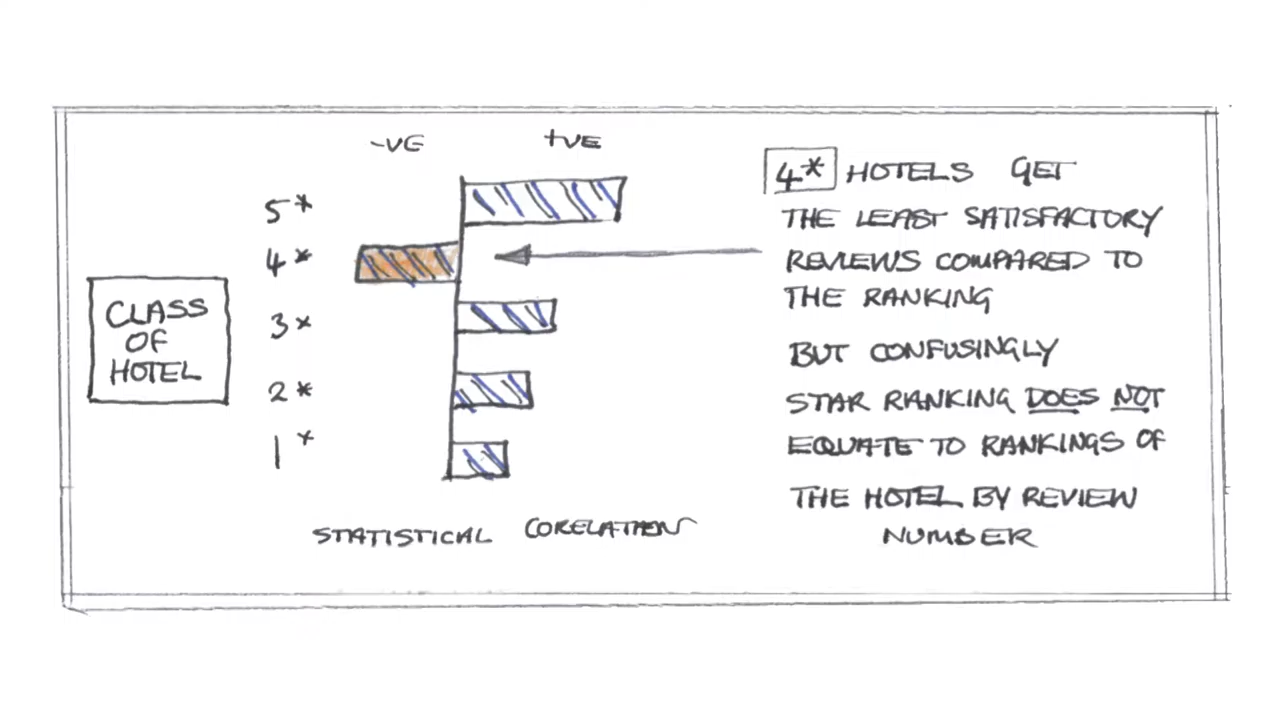 -VE +VE
5*
4*
3*
2*
1*
CLASS
OF
HOTEL
STATISTICAL CORELATION
4* HOTELS GET
THE LEAST SATISFACTORY
REVIEWS COMPARED TO
THE RANKING
BUT CONFUSINGLY
STAR RANKING DOES NOT
EQUATE TO RANKINGS OF
THE HOTEL BY REVIEW
NUMBER